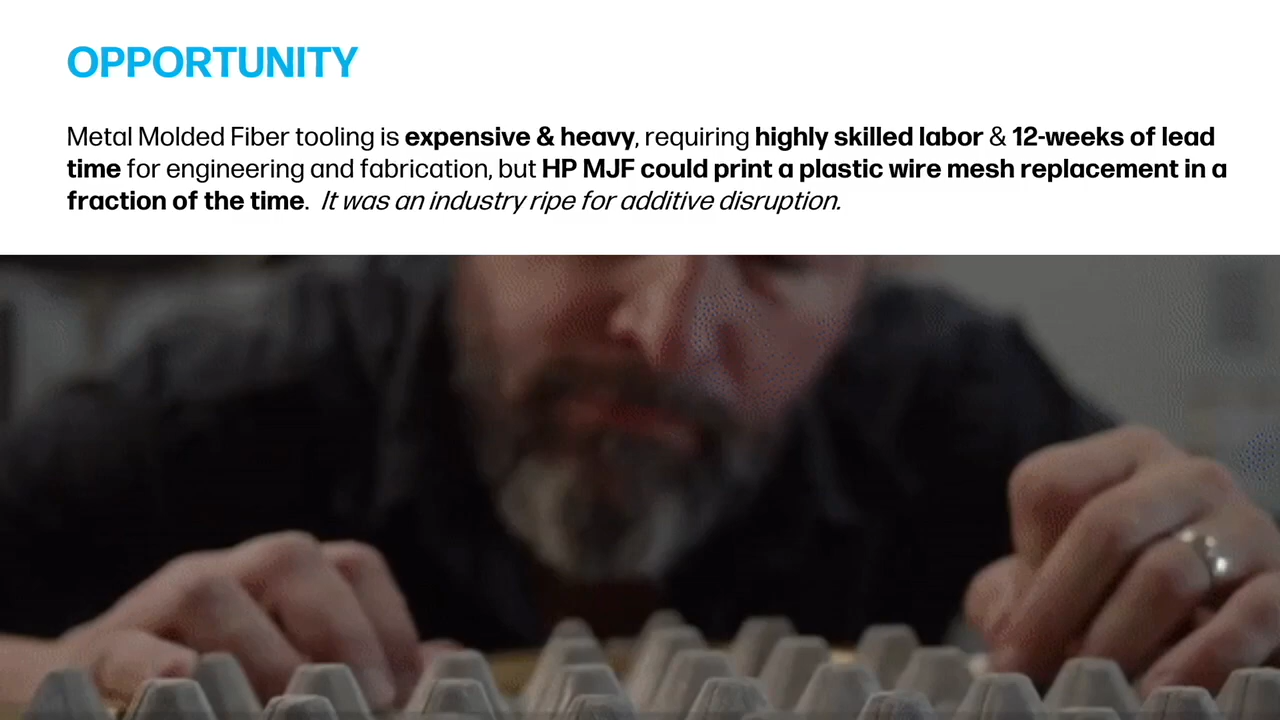 OPPORTUNITY
Metal Molded Fiber tooling is expensive & heavy, requiring highly skilled labor & 12-weeks of lead
time for engineering and fabrication, but HP MJF could print a plastic wire mesh replacement in a
fraction of the time. It was an industry ripe for additive disruption.